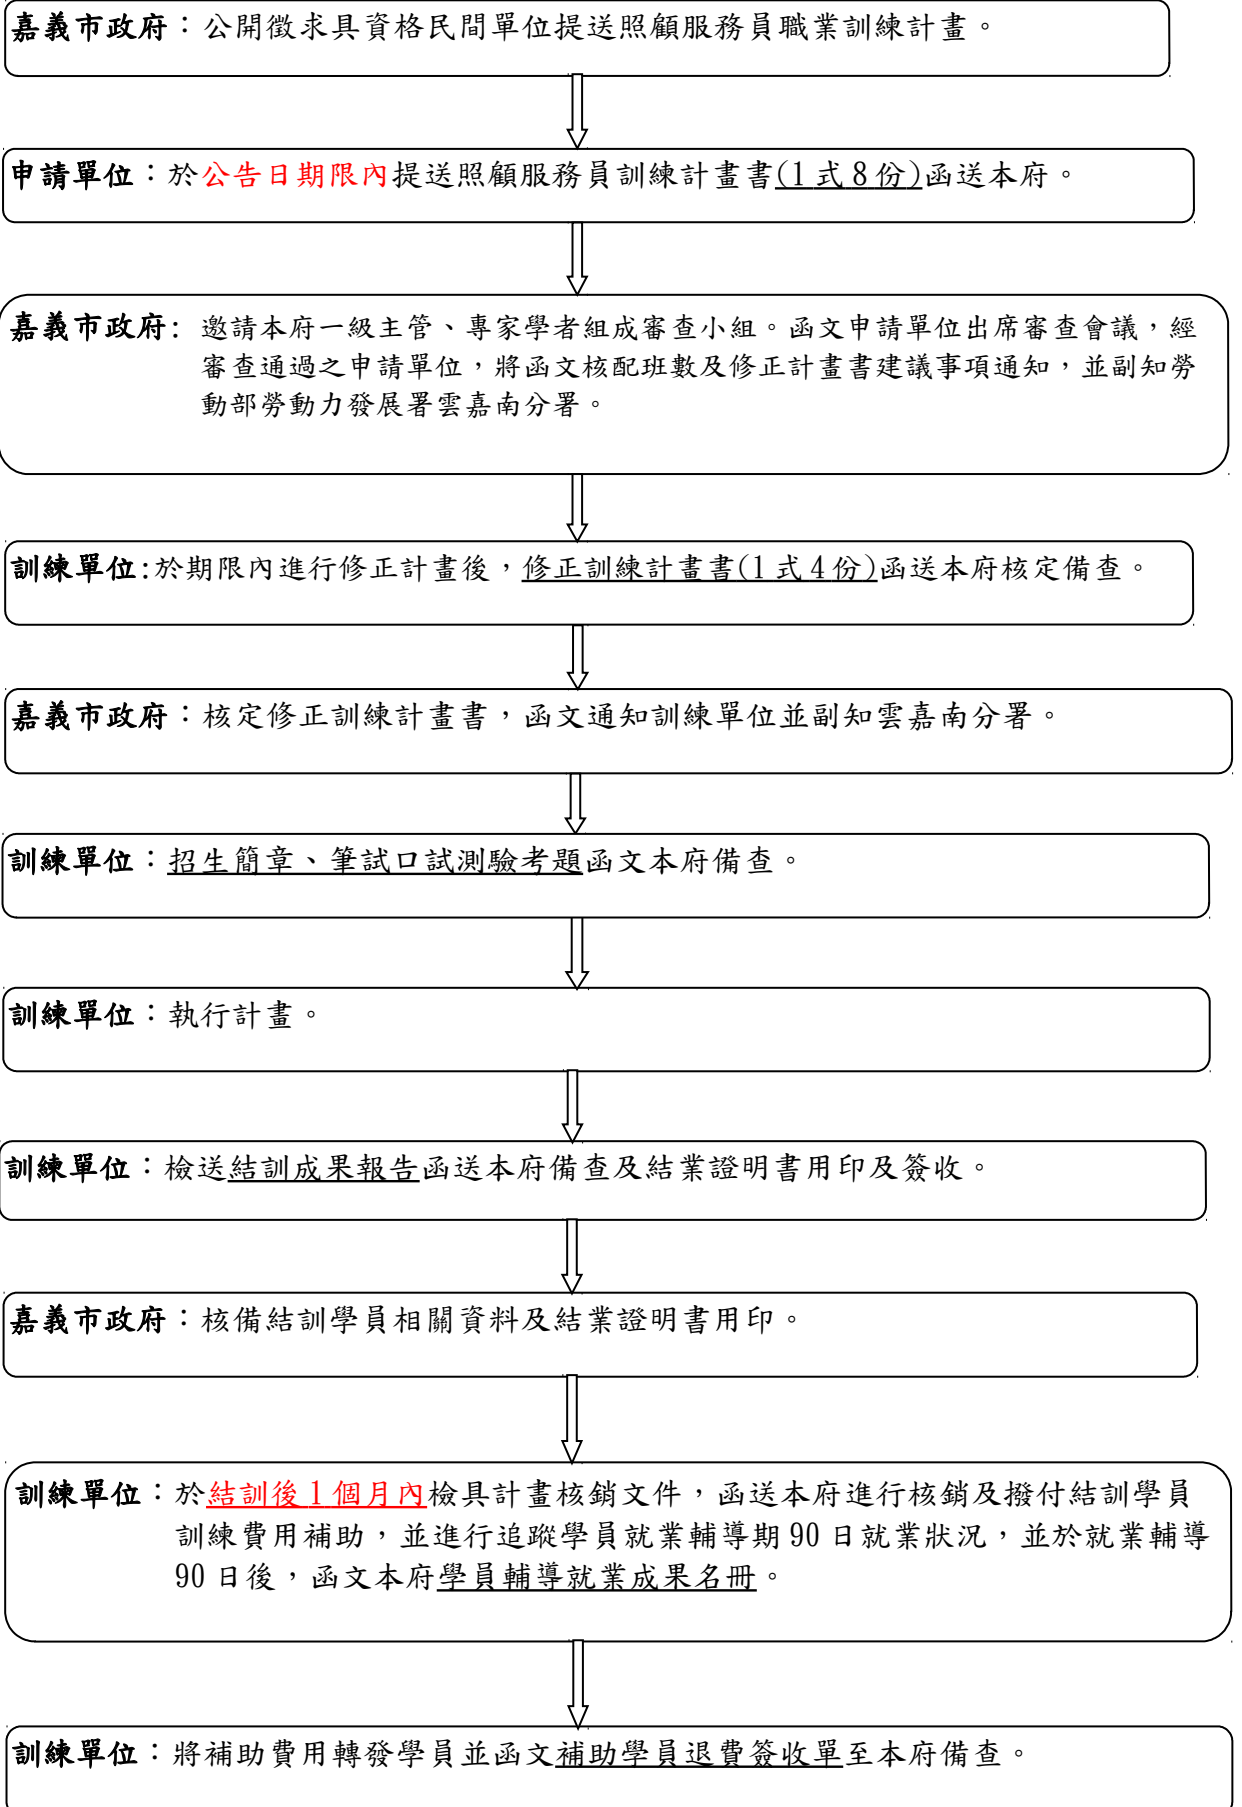 嘉義市政府：公開徵求具資格民間單位提送照顧服務員職業訓練計畫。
申請單位：於公告日期限內提送照顧服務員訓練計畫書(1式8份)函送本府。
嘉義市政府: 邀請本府一級主管、專家學者組成審查小組。函文申請單位出席審查會議，經
審查通過之申請單位，將函文核配班數及修正計畫書建議事項通知，並副知勞
動部勞動力發展署雲嘉南分署。
訓練單位:於期限內進行修正計畫後，修正訓練計畫書(1式4份)函送本府核定備查。
嘉義市政府：核定修正訓練計畫書，函文通知訓練單位並副知雲嘉南分署。
訓練單位：招生簡章、筆試口試測驗考題函文本府備查。
訓練單位：執行計畫。
訓練單位：檢送結訓成果報告函送本府備查及結業證明書用印及簽收。
嘉義市政府：核備結訓學員相關資料及結業證明書用印。
訓練單位：於結訓後1個月內檢具計畫核銷文件，函送本府進行核銷及撥付結訓學員
訓練費用補助，並進行追蹤學員就業輔導期90日就業狀況，並於就業輔導
90日後，函文本府學員輔導就業成果名冊。
訓練單位：將補助費用轉發學員並函文補助學員退費簽收單至本府備查。